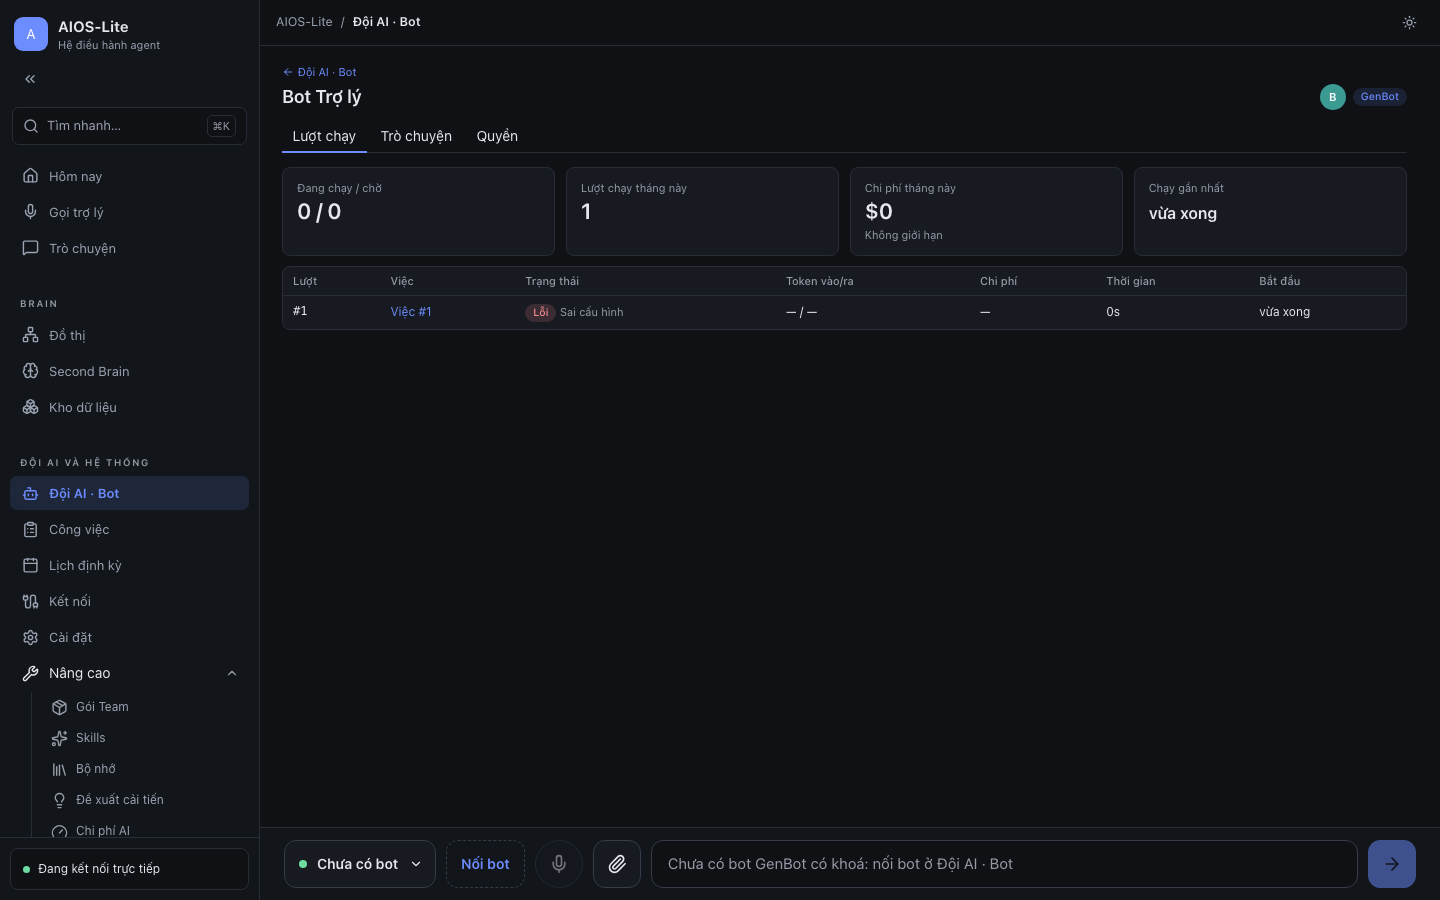 A
AIOS-Lite
Hệ điều hành agent
Tìm nhanh...
⌘K
Hôm nay
Gọi trợ lý
Trò chuyện
BRAIN
Đồ thị
Second Brain
Kho dữ liệu
ĐỘI AI VÀ HỆ THỐNG
Đội AI · Bot
Công việc
Lịch định kỳ
Kết nối
Cài đặt
Nâng cao
Gói Team
Skills
Bộ nhớ
Đề xuất cải tiến
Chi phí AI
Đang kết nối trực tiếp
AIOS-Lite / Đội AI · Bot
← Đội AI · Bot
Bot Trợ lý
B GenBot
Lượt chạy Trò chuyện Quyền
Đang chạy / chờ
0 / 0
Lượt chạy tháng này
1
Chi phí tháng này
$0
Không giới hạn
Chạy gần nhất
vừa xong
Lượt Việc Trạng thái Token vào/ra Chi phí Thời gian Bắt đầu
#1 Việc #1 Lỗi Sai cấu hình — / — — 0s vừa xong
Chưa có bot Nối bot Chưa có bot GenBot có khoá: nối bot ở Đội AI · Bot